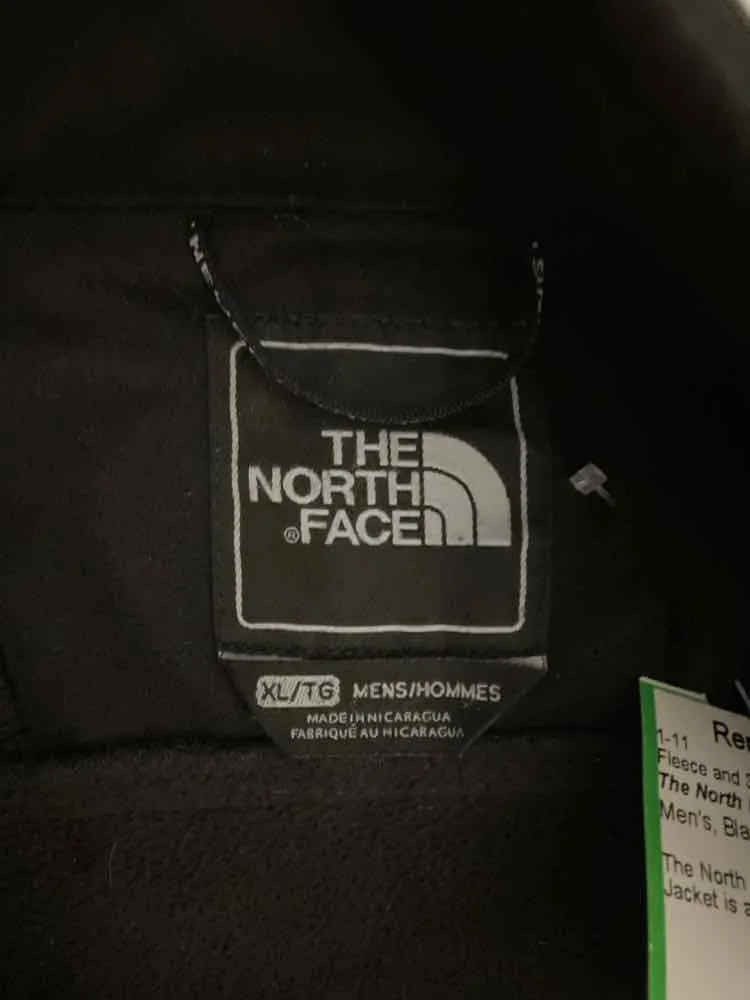 THE
NORTH
®FACE
XL/TG MENS/HOMMES
MADE IN NICARAGUA
FABRIQUÉ AU NICARAGUA
1-11
Fleece and
The North
Men's,
The North
Jacket is